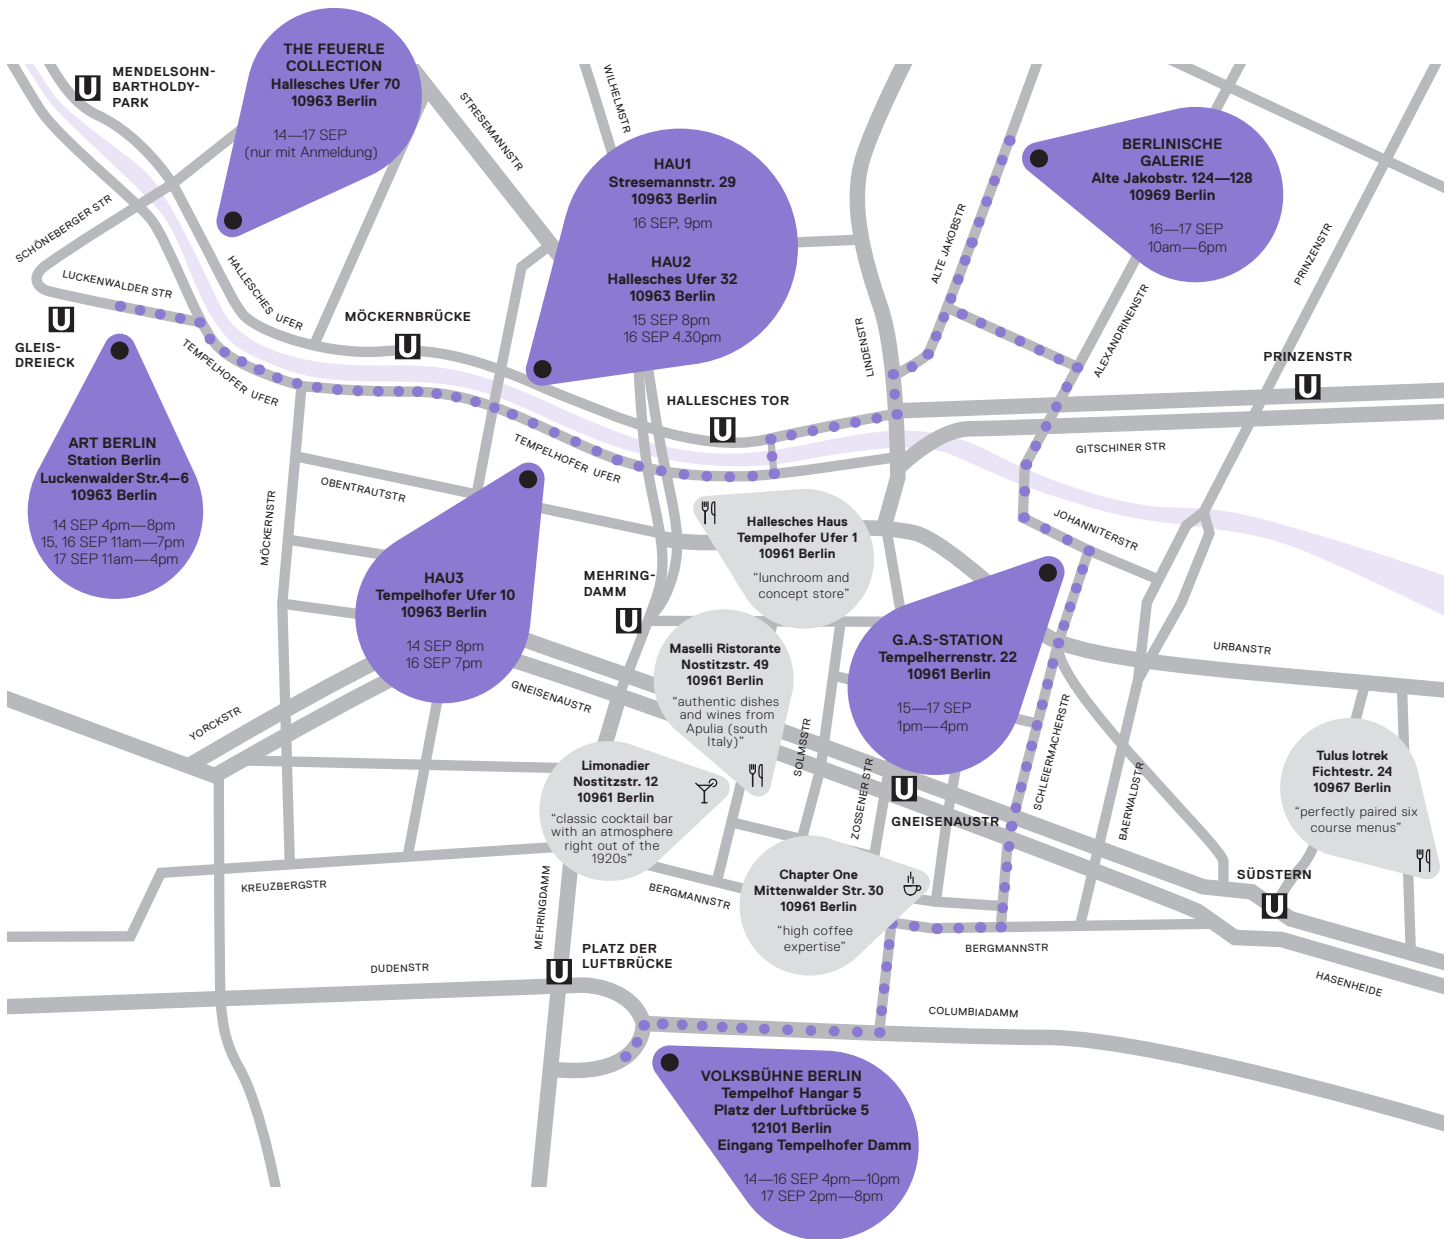 MENDELSOHN-
BARTHOLDY-
PARK
THE FEUERLE
COLLECTION
Hallesches Ufer 70
10963 Berlin
14—17 SEP
(nur mit Anmeldung)
STRESEMANNSTR
WILHELMSTR
HAU1
Stresemannstr. 29
10963 Berlin
16 SEP, 9pm
HAU2
Hallesches Ufer 32
10963 Berlin
15 SEP 8pm
16 SEP 4.30pm
BERLINISCHE
GALERIE
Alte Jakobstr. 124—128
10969 Berlin
16—17 SEP
10am—6pm
SCHÖNEBERGER STR
LUCKENWALDER STR
HALLESCHES UFER
ALTE JAKOBSTR
PRINZENSTR
ALEXANDRINENSTR
LINDENSTR
GLEIS-
DREIECK
MÖCKERNBRÜCKE
TEMPELHOFER UFER
HALLESCHES TOR
PRINZENSTR
GITSCHINER STR
ART BERLIN
Station Berlin
Luckenwalder Str.4—6
10963 Berlin
14 SEP 4pm—8pm
15, 16 SEP 11am—7pm
17 SEP 11am—4pm
TEMPELHOFER UFER
OBENTRAUTSTR
MÖCKERNSTR
JOHANNITERSTR
Hallesches Haus
Tempelhofer Ufer 1
10961 Berlin
“lunchroom and
concept store”
HAU3
Tempelhofer Ufer 10
10963 Berlin
14 SEP 8pm
16 SEP 7pm
MEHRING-
DAMM
G.A.S-STATION
Tempelherrenstr. 22
10961 Berlin
15—17 SEP
1pm—4pm
URBANSTR
Maselli Ristorante
Nostitzstr. 49
10961 Berlin
“authentic dishes
and wines from
Apulia (south
Italy)”
YORCKSTR
GNEISENAUSTR
SOLMSSTR
ZOSSENER STR
SCHLEIERMACHERSTR
BAERWALDSTR
Limonadier
Nostitzstr. 12
10961 Berlin
“classic cocktail bar
with an atmosphere
right out of the
1920s”
GNEISENAUSTR
Tulus lotrek
Fichtestr. 24
10967 Berlin
“perfectly paired six
course menus”
KREUZBERGSTR
MEHRINGDAMM
BERGMANNSTR
Chapter One
Mittenwalder Str. 30
10961 Berlin
“high coffee
expertise”
SÜDSTERN
BERGMANNSTR
HASENHEIDE
DUDENSTR
PLATZ DER
LUFTBRÜCKE
COLUMBIADAMM
VOLKSBÜHNE BERLIN
Tempelhof Hangar 5
Platz der Luftbrücke 5
12101 Berlin
Eingang Tempelhofer Damm
14—16 SEP 4pm—10pm
17 SEP 2pm—8pm
U
U
U
U
U
U
U
U
U